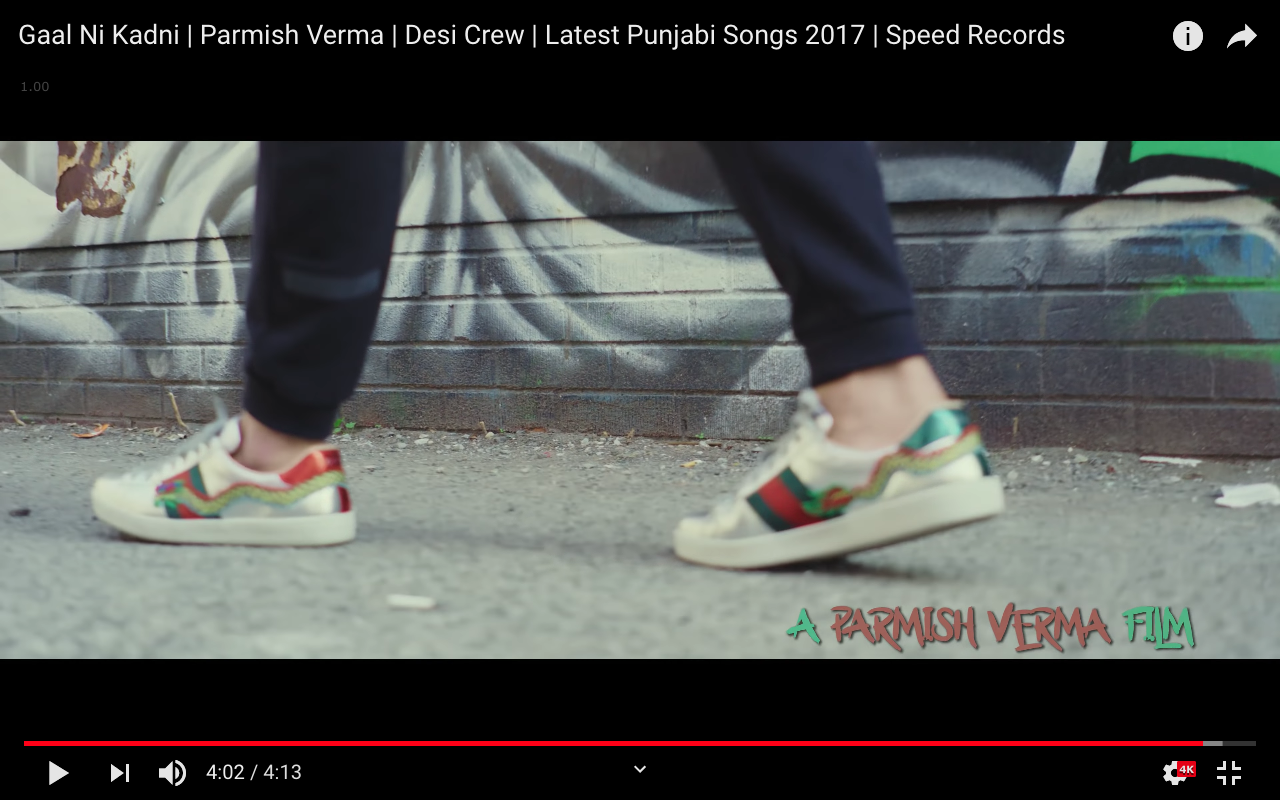 Gaal Ni Kadni | Parmish Verma | Desi Crew | Latest Punjabi Songs 2017 | Speed Records
1.00
A PARMISH VERMA FILM
4:02 / 4:13
4K